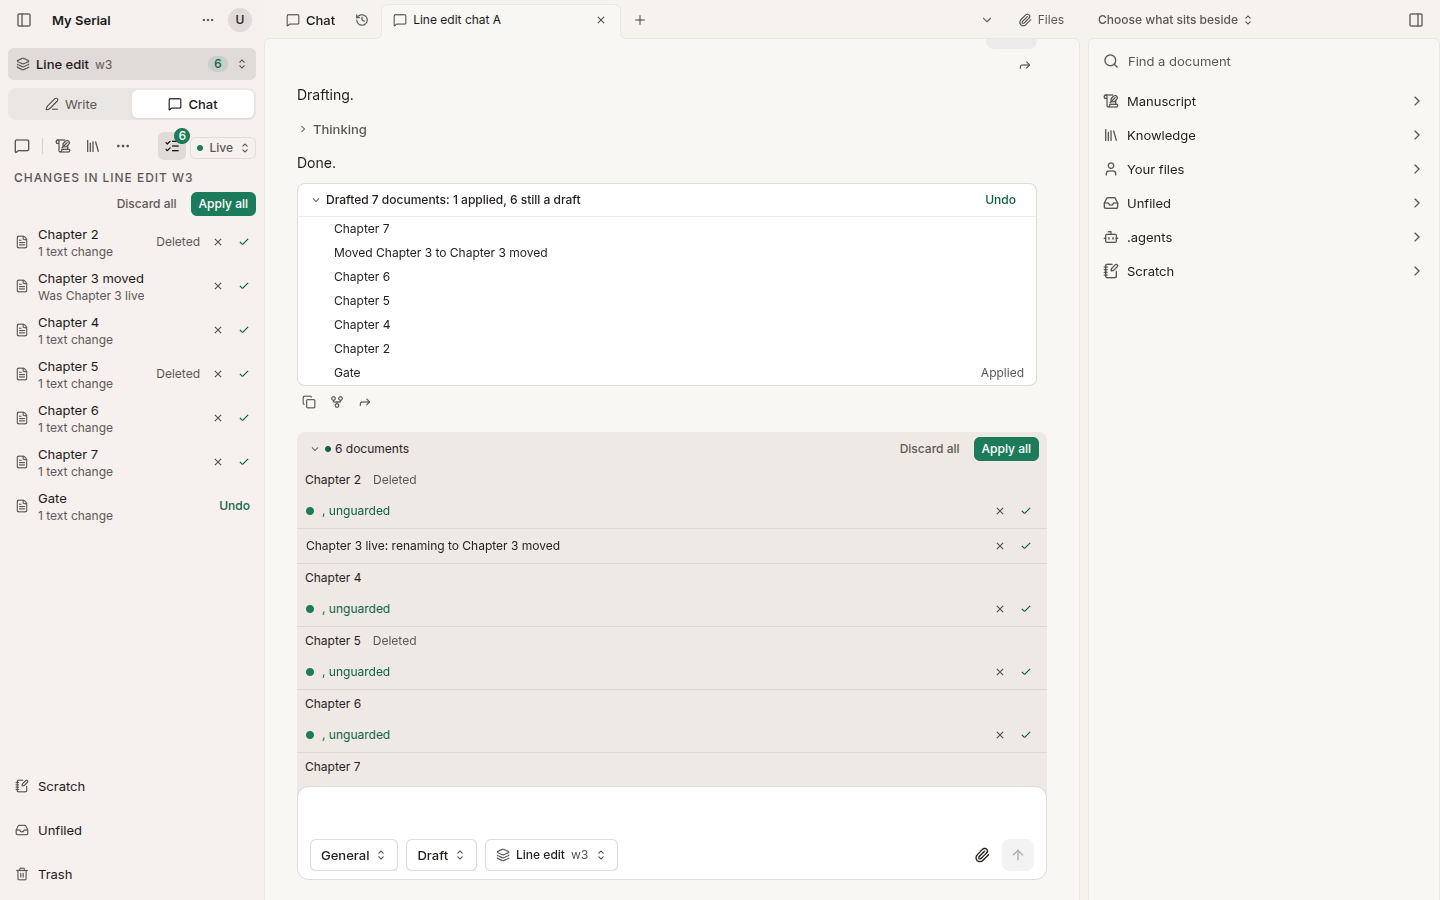 My Serial
U
Line edit w3
6
Write
Chat
6
Live
CHANGES IN LINE EDIT W3
Discard all
Apply all
Chapter 2
1 text change
Deleted
Chapter 3 moved
Was Chapter 3 live
Chapter 4
1 text change
Chapter 5
1 text change
Deleted
Chapter 6
1 text change
Chapter 7
1 text change
Gate
1 text change
Undo
Scratch
Unfiled
Trash
Chat
Line edit chat A
Files
Drafting.
Thinking
Done.
Drafted 7 documents: 1 applied, 6 still a draft
Undo
Chapter 7
Moved Chapter 3 to Chapter 3 moved
Chapter 6
Chapter 5
Chapter 4
Chapter 2
Gate
Applied
6 documents
Discard all
Apply all
Chapter 2 Deleted
, unguarded
Chapter 3 live: renaming to Chapter 3 moved
Chapter 4
, unguarded
Chapter 5 Deleted
, unguarded
Chapter 6
, unguarded
Chapter 7
General
Draft
Line edit w3
Choose what sits beside
Find a document
Manuscript
Knowledge
Your files
Unfiled
.agents
Scratch